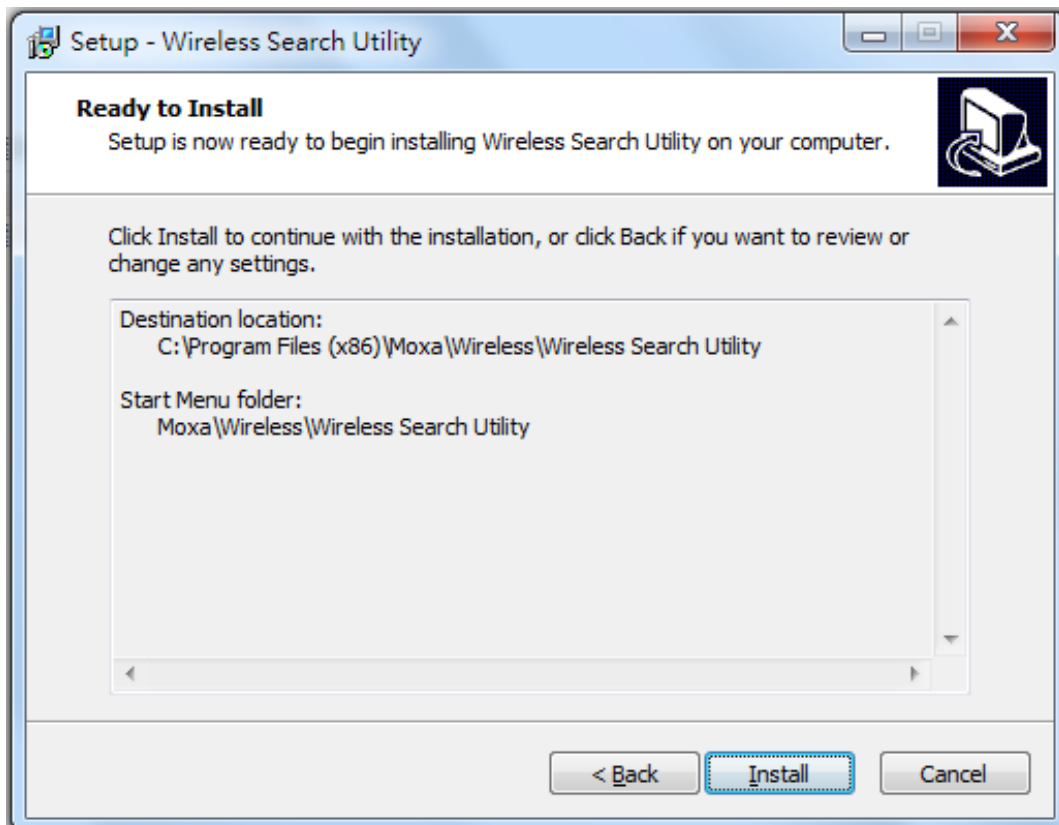 Setup - Wireless Search Utility
Ready to Install
Setup is now ready to begin installing Wireless Search Utility on your computer.
Click Install to continue with the installation, or click Back if you want to review or
change any settings.
Destination location:
C:\Program Files (x86)\Moxa\Wireless\Wireless Search Utility
Start Menu folder:
Moxa\Wireless\Wireless Search Utility
< Back
Install
Cancel